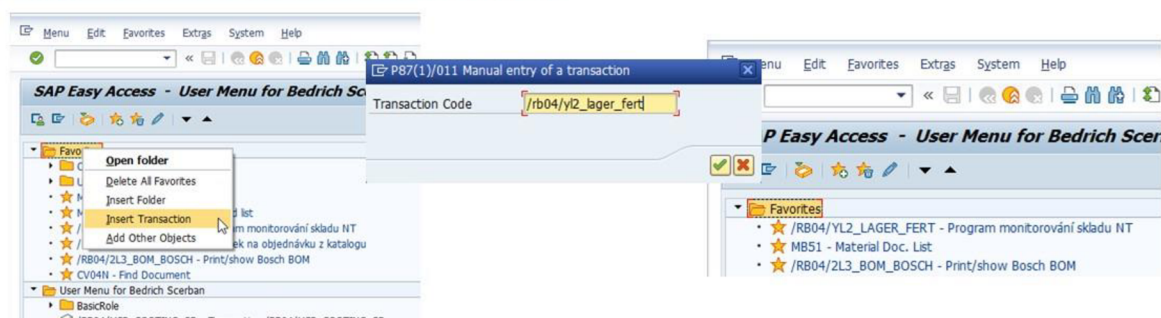 Menu Edit Favorites Extras System Help
SAP Easy Access - User Menu for Bedrich Sc
Favo
Open folder
Delete All Favorites
Insert Folder
Insert Transaction
Add Other Objects
d list
m monitorování skladu NT
ek na objednávku z katalogu
/RB04/2L3_BOM_BOSCH - Print/show Bosch BOM
CV04N - Find Document
User Menu for Bedrich Scerban
BasicRole
P87(1)/011 Manual entry of a transaction
Transaction Code /rb04/yl2_lager_fert
enu Edit Favorites Extras System Help
P Easy Access - User Menu for Bedrich Scer
Favorites
/RB04/YL2_LAGER_FERT - Program monitorování skladu NT
MB51 - Material Doc. List
/RB04/2L3_BOM_BOSCH - Print/show Bosch BOM